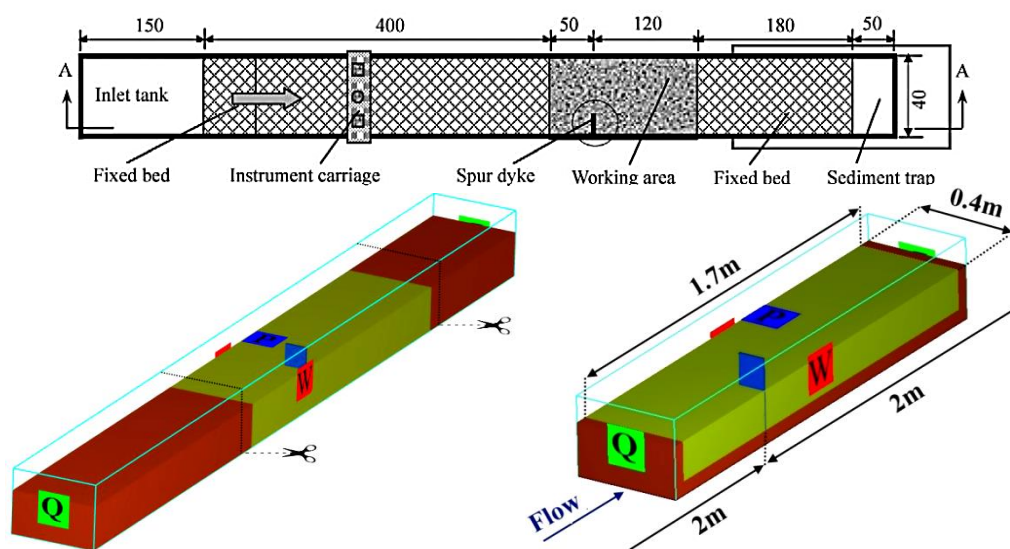 150 400 50 120 180 50
A A
Inlet tank
40
Fixed bed Instrument carriage Spur dyke Working area Fixed bed Sediment trap
0.4m
1.7m
P P
W W
2m
Q Q
Flow
2m